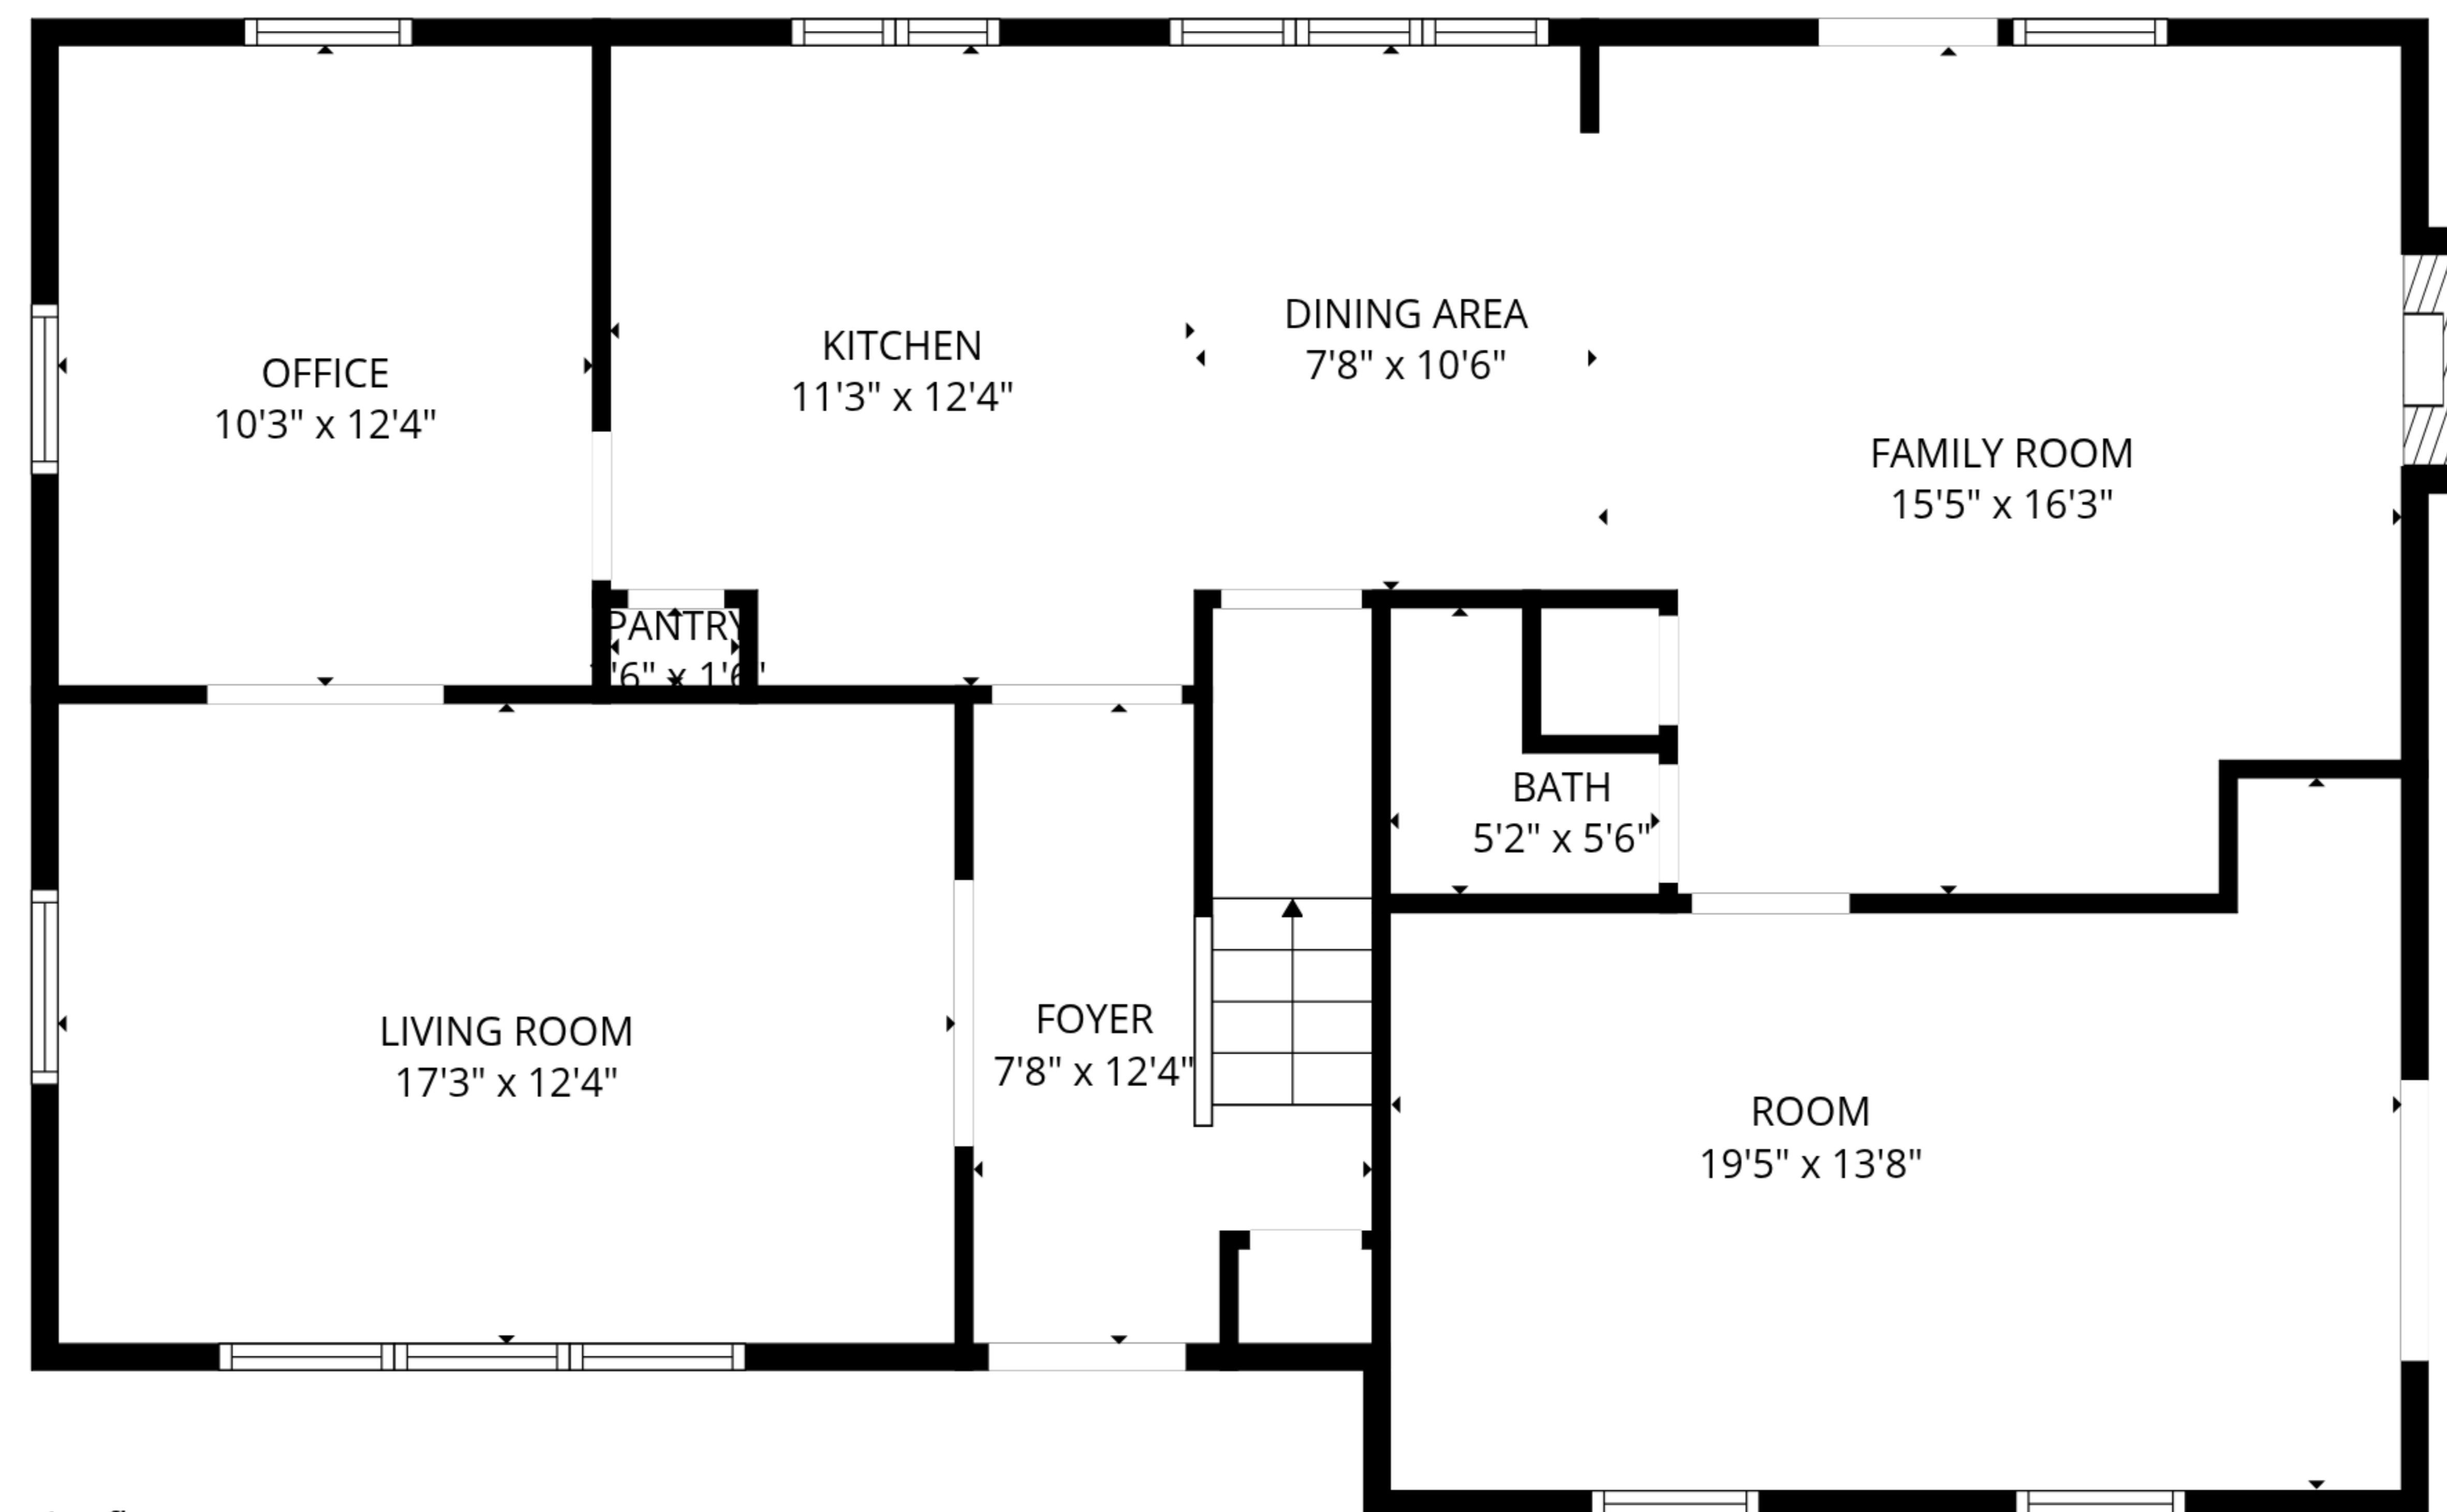 DINING AREA
7'8" x 10'6"
KITCHEN
11'3" x 12'4"
OFFICE
10'3" x 12'4"
FAMILY ROOM
15'5" x 16'3"
PANTRY
BATH
5'2" x 5'6"
LIVING ROOM
17'3" x 12'4"
FOYER
7'8" x 12'4"
ROOM
19'5" x 13'8"